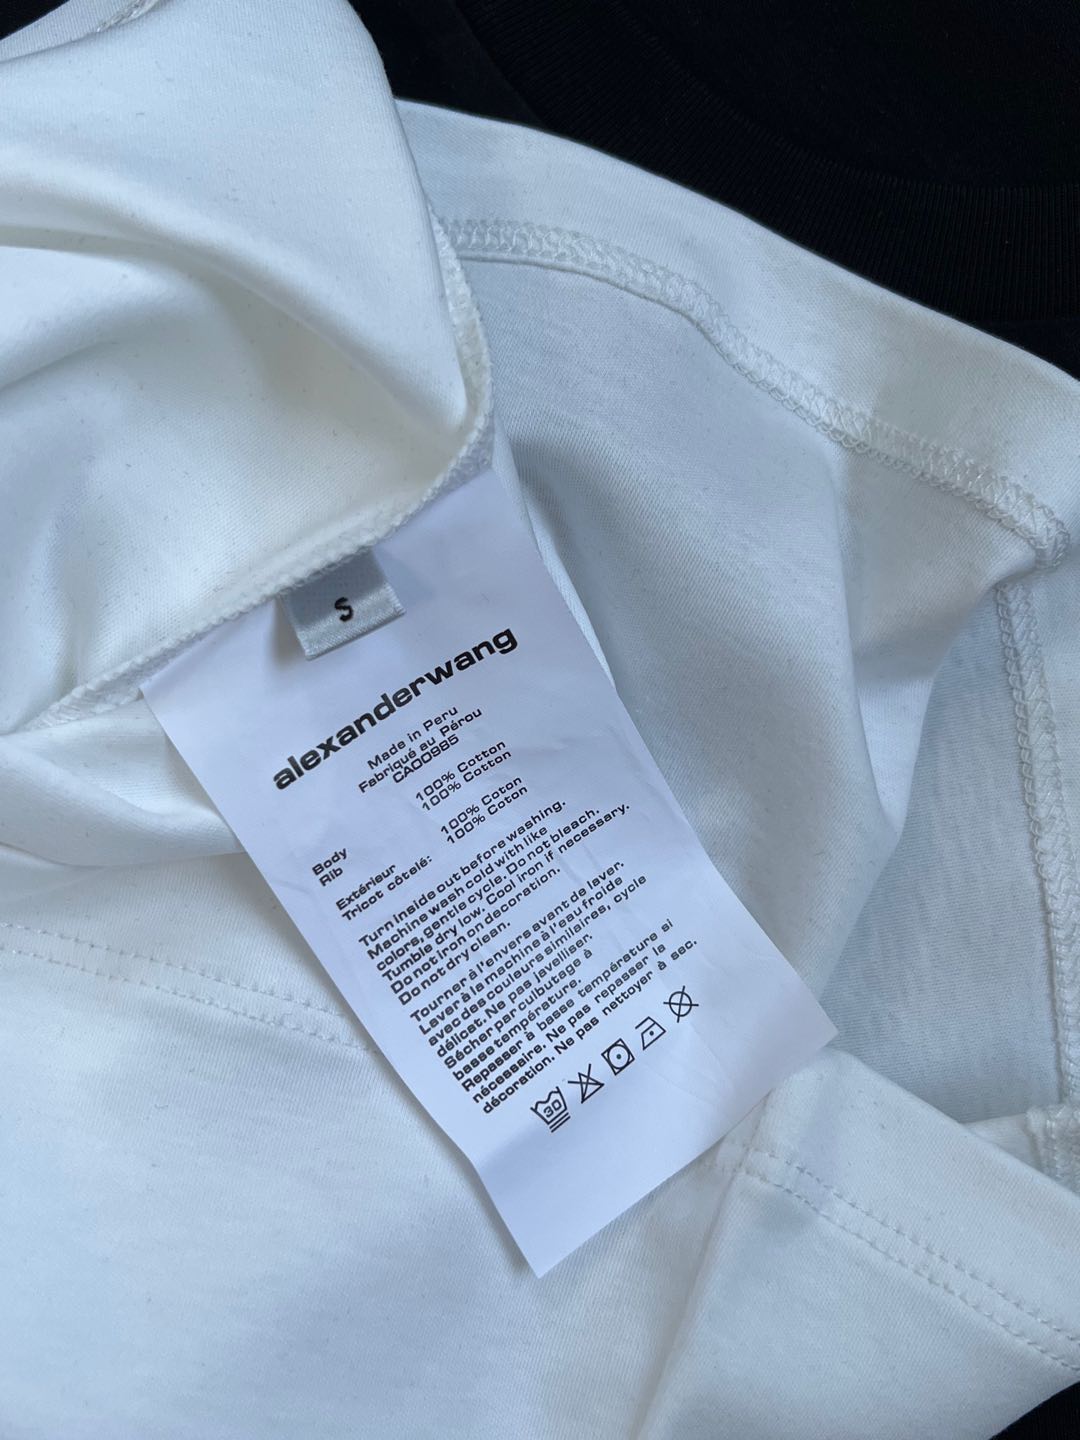 S
alexanderwang
Made in Peru
Fabriqué au Pérou
CA00985
Body 100% Cotton
Rib 100% Cotton
Extérieur 100% Coton
Tricot côtelé: 100% Coton
Turn inside out before washing.
Machine wash cold with like
colors, gentle cycle. Do not bleach.
Tumble dry low. Cool iron if necessary.
Do not iron on decoration.
Do not dry clean.
Tourner à l'envers avant de laver.
Laver à la machine à l'eau froide
avec des couleurs similaires, cycle
délicat. Ne pas javelliser.
Sécher par culbutage à
basse température.
Repasser à basse température si
nécessaire. Ne pas repasser la
décoration. Ne pas nettoyer à sec.
30